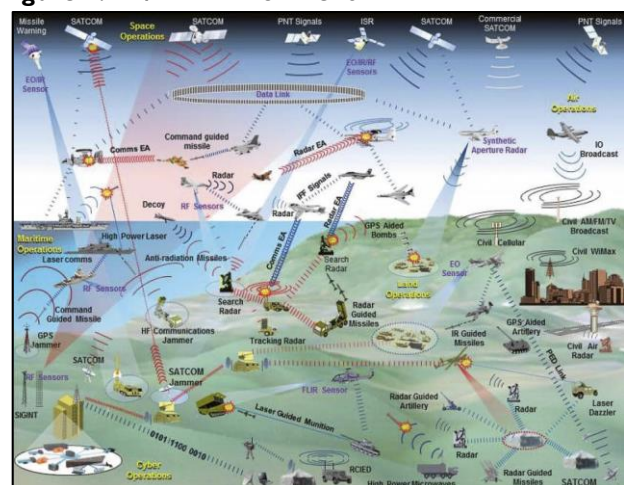 Missile
Warning
SATCOM
Space
Operations
SATCOM
PNT Signals
ISR
SATCOM
Commercial
SATCOM
PNT Signals
EO/IR
Sensor
EO/IR/RF
Sensors
Data Link
Air
Operations
Comms EA
Command guided
missile
Radar EA
Synthetic
Aperture Radar
IO
Broadcast
Radar
RF Sensors
IFF Signals
Decoy
Radar
Radar EA
Civil AM/FM/TV
Broadcast
Maritime
Operations
High Power Laser
Comms EA
GPS Aided
Bombs
Civil Cellular
Laser comms
RF Sensors
Anti-radiation Missiles
Search
Radar
EO
Sensor
Civil WiMax
Land
Operations
Command
Guided Missile
Search
Radar
Radar
Guided
Missiles
GPS
Jammer
HF Communications
Jammer
Tracking Radar
IR Guided
Missiles
GPS Aided
Artillery
Civil Air
Radar
SATCOM
RF Sensors
SATCOM
Jammer
PED Link
FLIR Sensor
Laser
Dazzler
SIGINT
Laser Guided Munition
Radar Guided
Artillery
Radar
0101/1100 0010
Radar
Cyber Operations
RCIED
High Power Microwaves
Radar Guided
Missiles
SATCOM